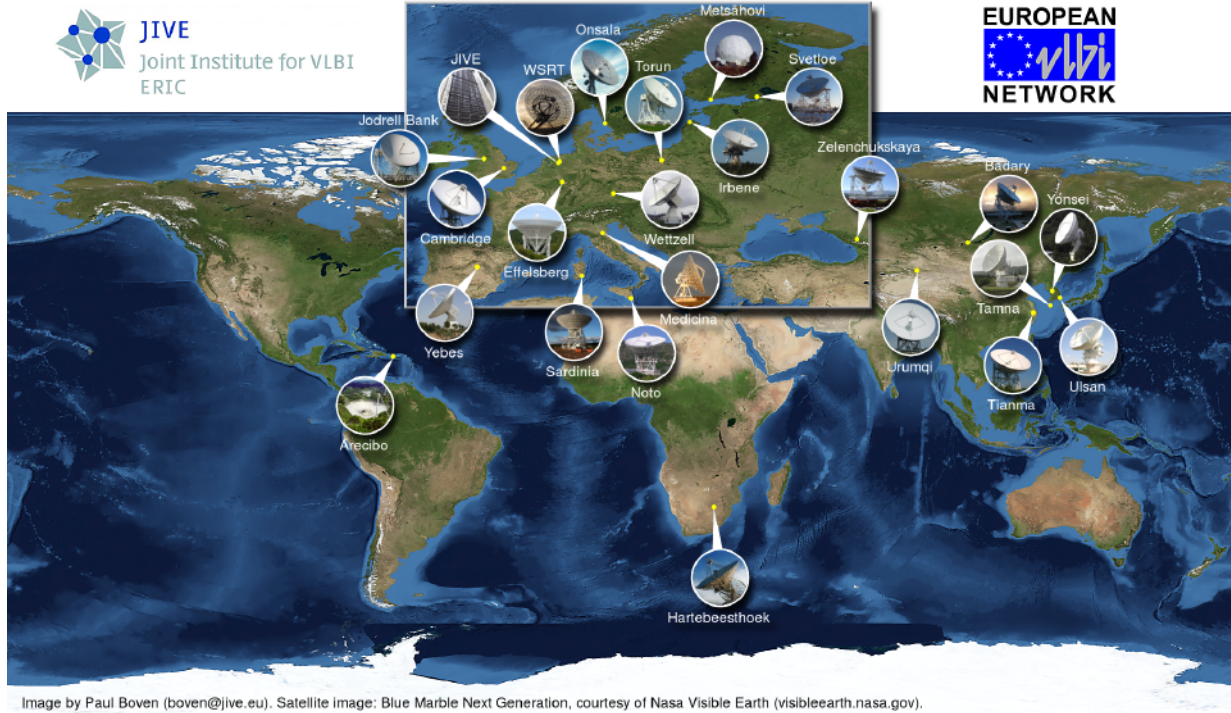 JIVE
Joint Institute for VLBI
ERIC
EUROPEAN
vlbi
NETWORK
Metsähovi
Onsala
JIVE
WSRT
Torun
Svetloe
Jodrell Bank
Zelenchukskaya
Badary
Irbene
Yonsei
Cambridge
Wettzell
Effelsberg
Tamna
Medicina
Yebes
Sardinia
Noto
Urumqi
Tianma
Ulsan
Arecibo
Hartebeesthoek
Image by Paul Boven (boven@jive.eu). Satellite image: Blue Marble Next Generation, courtesy of Nasa Visible Earth (visibleearth.nasa.gov).